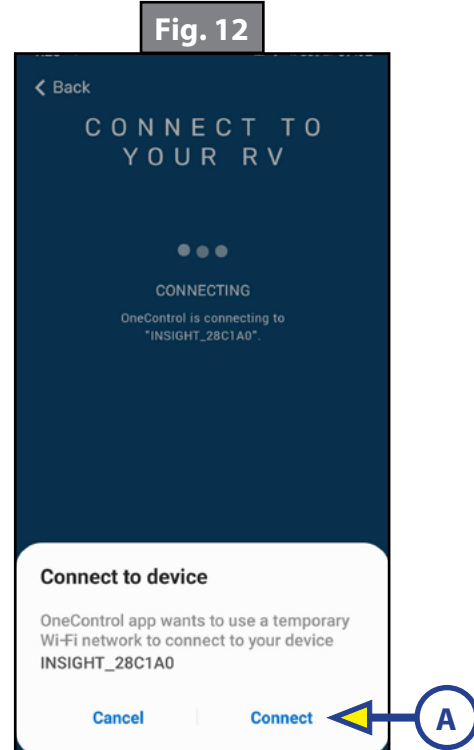 Fig. 12
Back
CONNECT TO
YOUR RV
CONNECTING
OneControl is connecting to
"INSIGHT_28C1A0".
Connect to device
OneControl app wants to use a temporary
Wi-Fi network to connect to your device
INSIGHT_28C1A0
Cancel Connect A